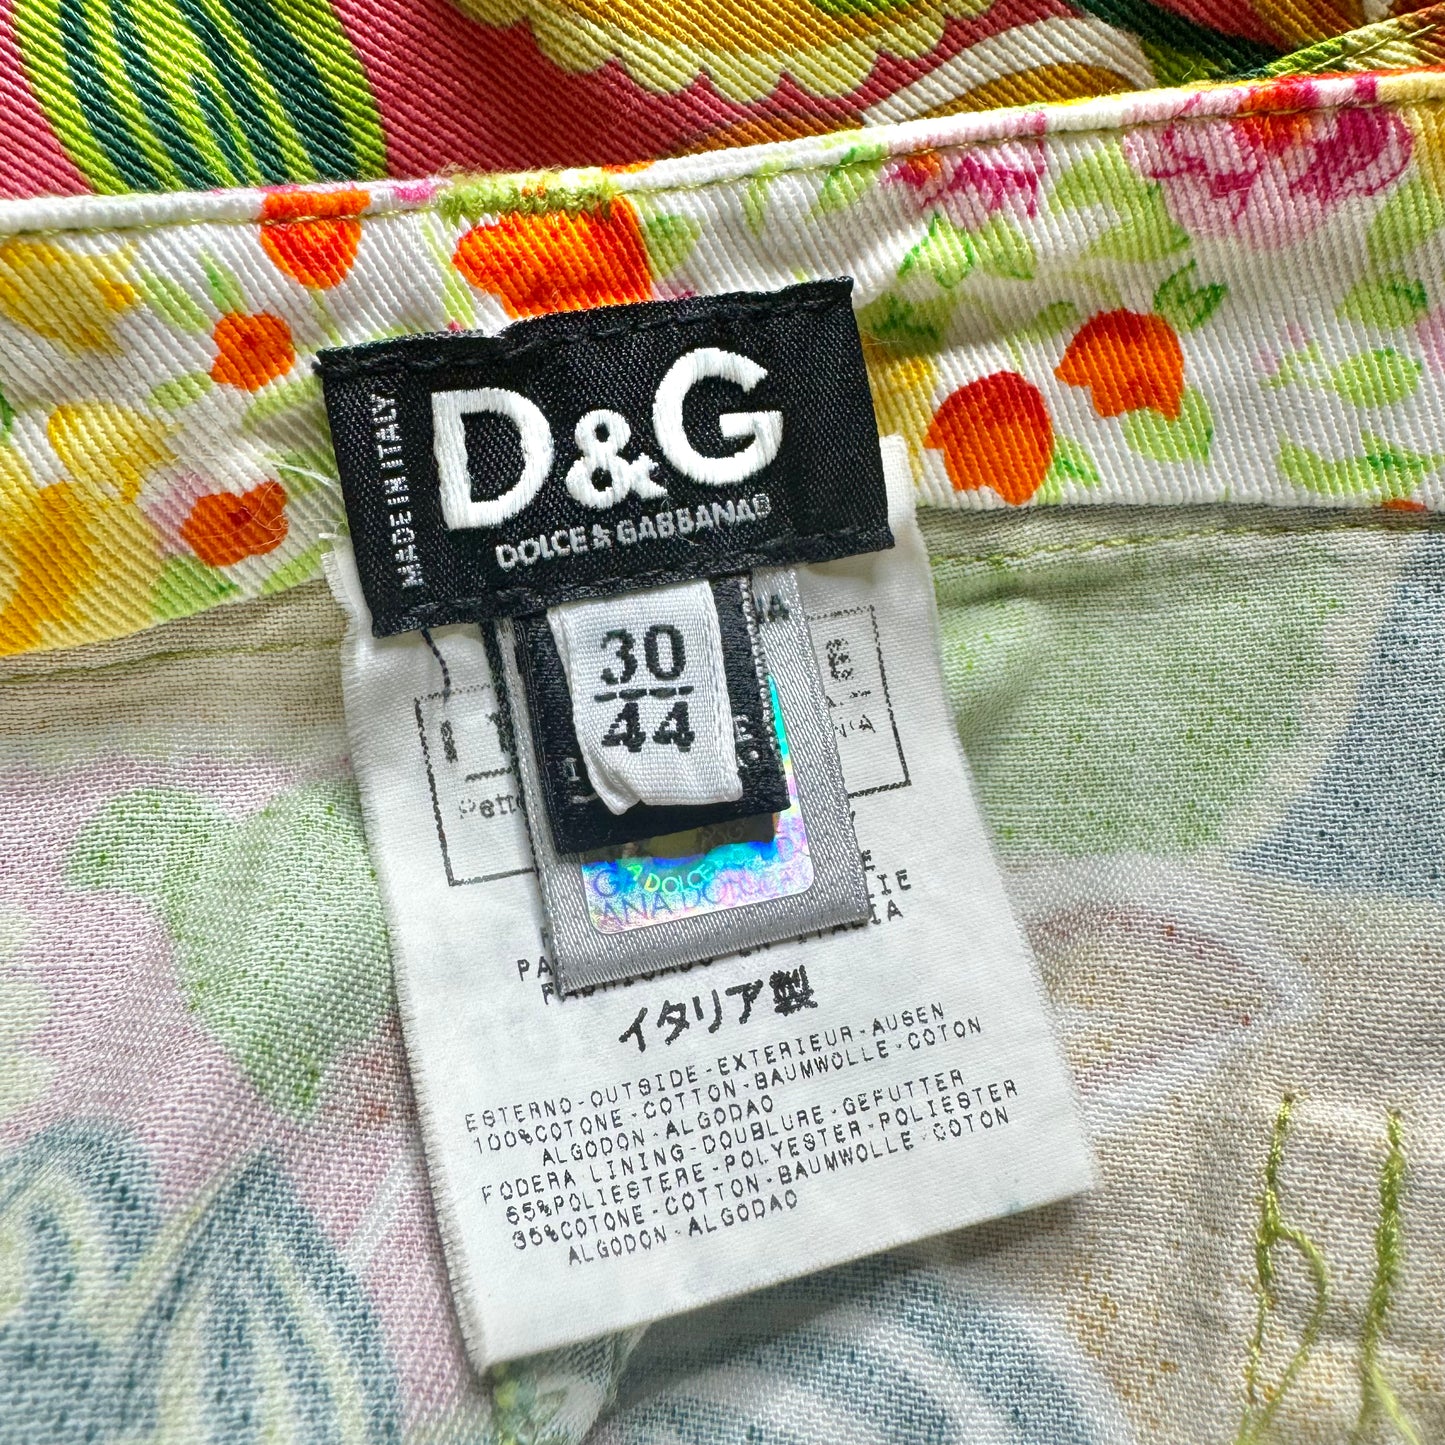 MADE IN ITALY
D&G
DOLCE & GABBANA®
30
44
DOLCE
イタリア製
ESTERNO-OUTSIDE-EXTERIEUR-AUSEN
100%COTONE-COTTON-BAUMWOLLE-COTON
ALGODON-ALGODAO
FODERA LINING-DOUBLURE-GEFUTTER
65%POLIESTERE-POLYESTER-POLIESTER
35%COTONE-COTTON-BAUMWOLLE-COTON
ALGODON-ALGODAO